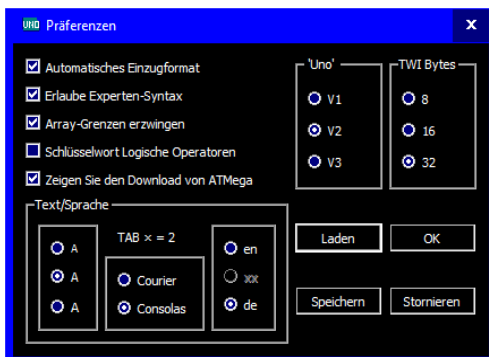 UNO Präferenzen x
Automatisches Einzugformat
Erlaube Experten-Syntax
Array-Grenzen erzwingen
Schlüsselwort Logische Operatoren
Zeigen Sie den Download von ATMega
'Uno'
V1
V2
V3
TWI Bytes
8
16
32
Text/Sprache
A
A
A
TAB × = 2
Courier
Consolas
en
xx
de
Laden
OK
Speichern
Stornieren